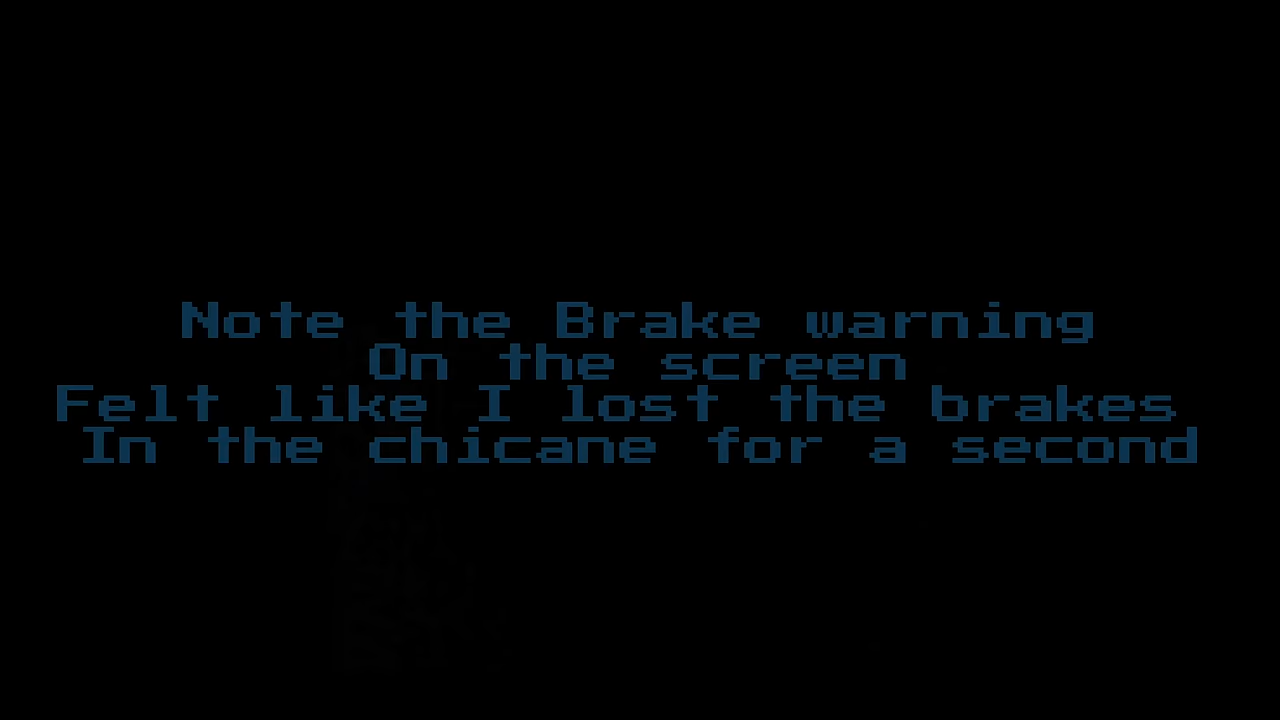 Note the Brake warning
On the screen
Felt like I lost the brakes
In the chicane for a second